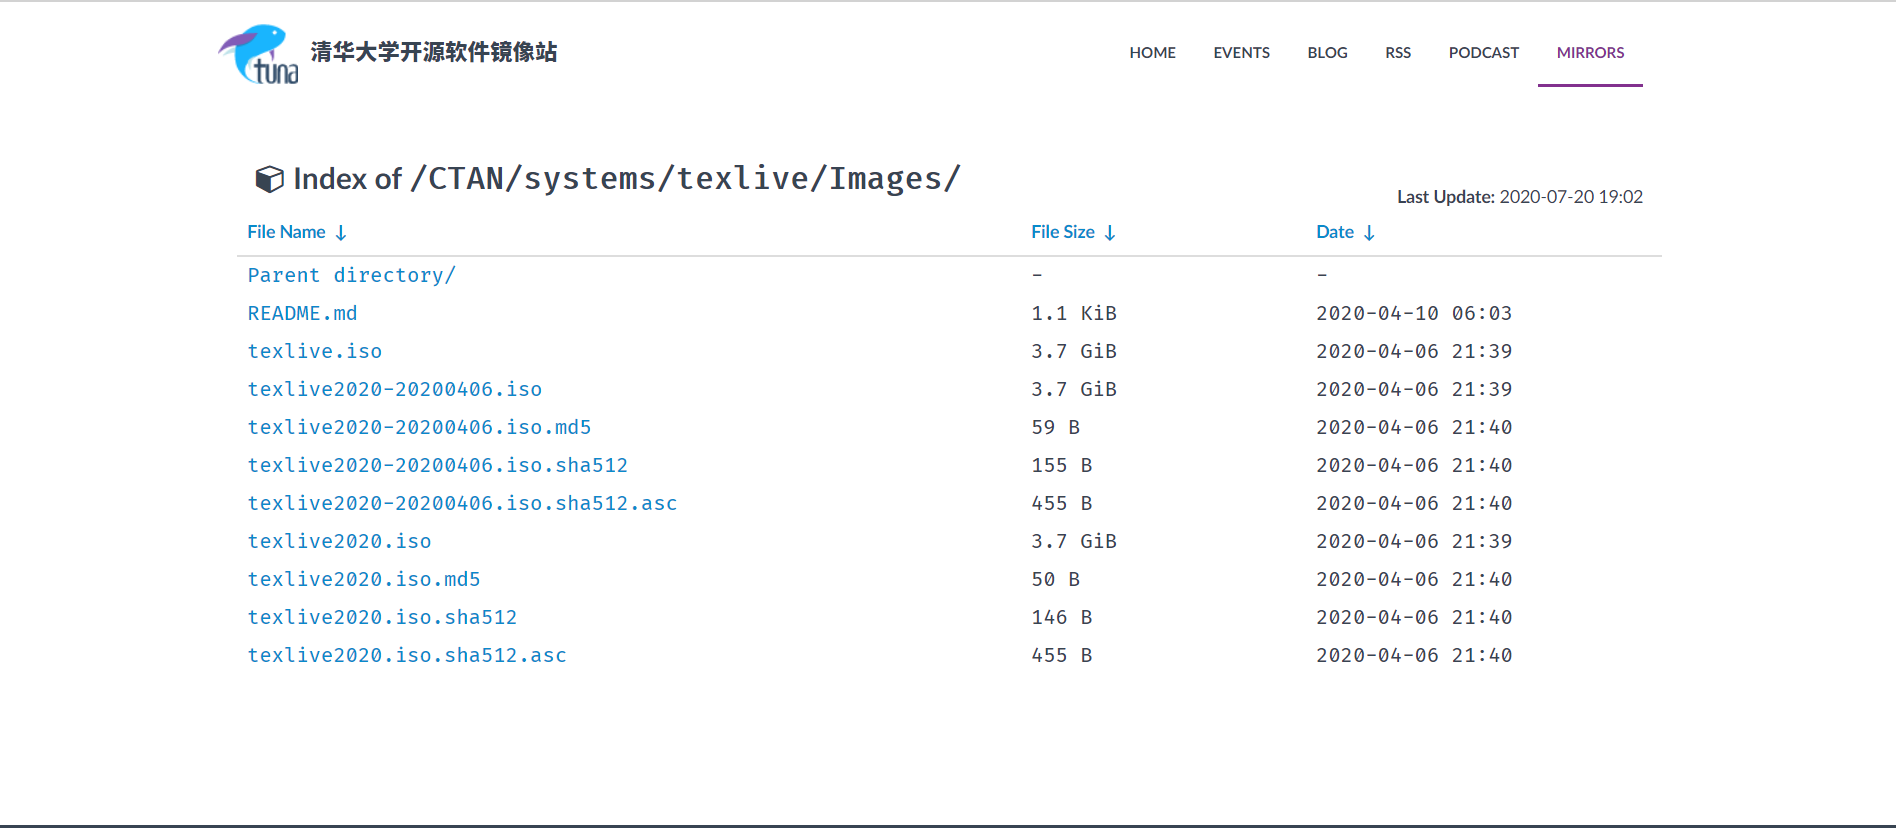 tuna 清华大学开源软件镜像站 HOME EVENTS BLOG RSS PODCAST MIRRORS
Index of /CTAN/systems/texlive/Images/
Last Update: 2020-07-20 19:02
File Name ↓ File Size ↓ Date ↓
Parent directory/ - -
README.md 1.1 KiB 2020-04-10 06:03
texlive.iso 3.7 GiB 2020-04-06 21:39
texlive2020-20200406.iso 3.7 GiB 2020-04-06 21:39
texlive2020-20200406.iso.md5 59 B 2020-04-06 21:40
texlive2020-20200406.iso.sha512 155 B 2020-04-06 21:40
texlive2020-20200406.iso.sha512.asc 455 B 2020-04-06 21:40
texlive2020.iso 3.7 GiB 2020-04-06 21:39
texlive2020.iso.md5 50 B 2020-04-06 21:40
texlive2020.iso.sha512 146 B 2020-04-06 21:40
texlive2020.iso.sha512.asc 455 B 2020-04-06 21:40